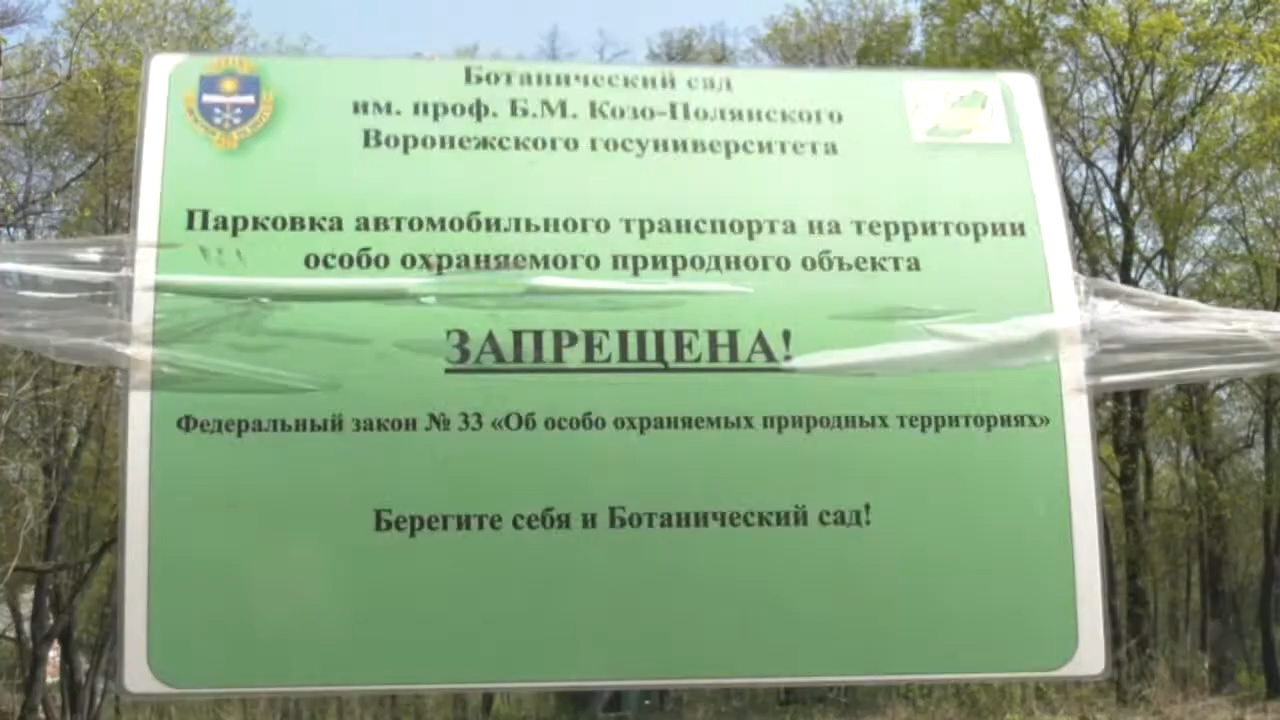 Ботанический сад
им. проф. Б.М. Козо-Полянского
Воронежского госуниверситета
Парковка автомобильного транспорта на территории
особо охраняемого природного объекта
ЗАПРЕЩЕНА!
Федеральный закон № 33 «Об особо охраняемых природных территориях»
Берегите себя и Ботанический сад!